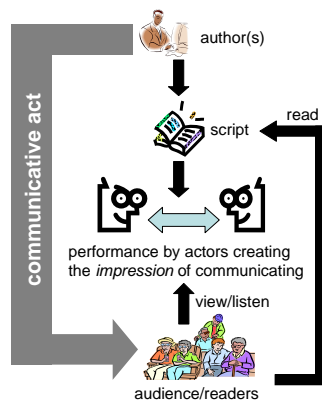 author(s)
communicative act
read
script
performance by actors creating
the impression of communicating
view/listen
audience/readers